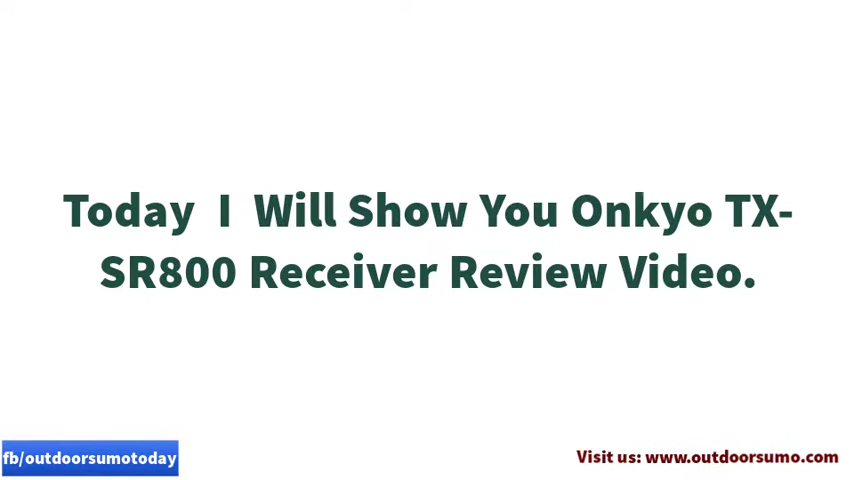 Today I Will Show You Onkyo TX-
SR800 Receiver Review Video.
fb/outdoorsumotoday
Visit us: www.outdoorsumo.com